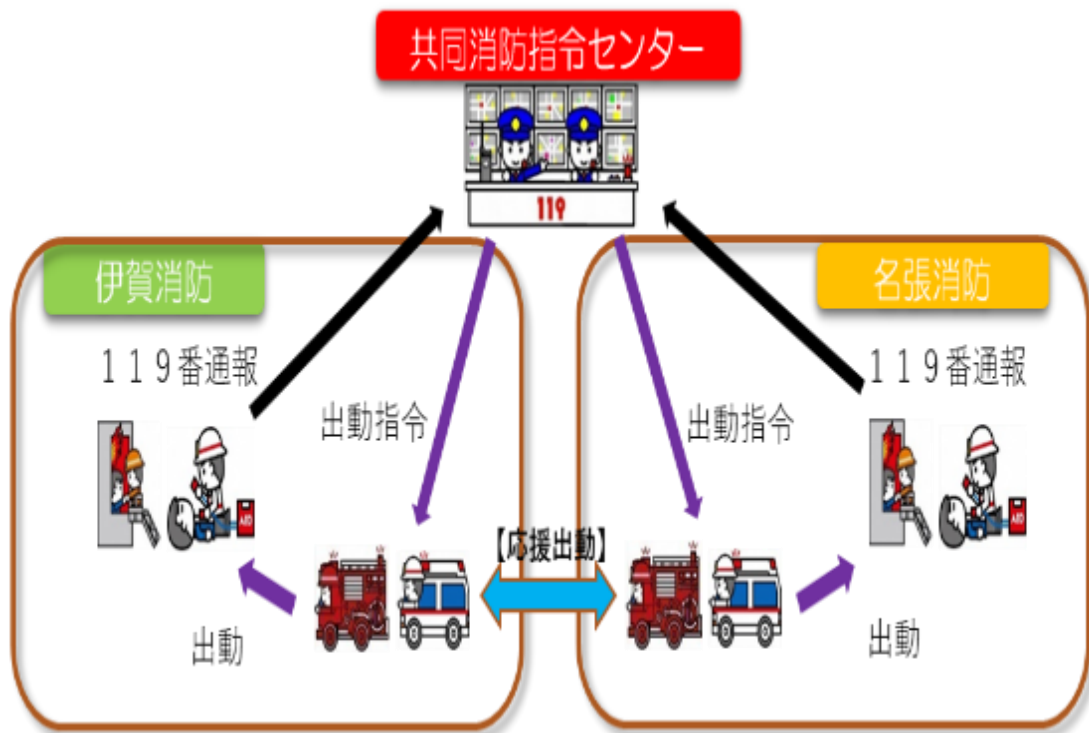 共同消防指令センター
119
伊賀消防
名張消防
１１９番通報
１１９番通報
出動指令
出動指令
AED
AED
【応援出動】
出動
出動